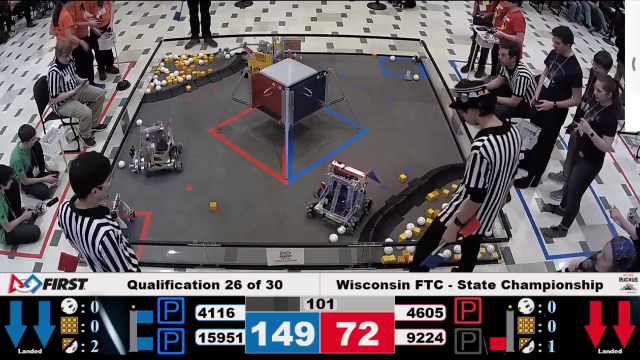 FIRST Qualification 26 of 30 Wisconsin FTC - State Championship
101
Landed : 0 P 4116 149 72 4605 P : 0 Landed
: 0 : 0
: 2 P 15951 9224 P : 1